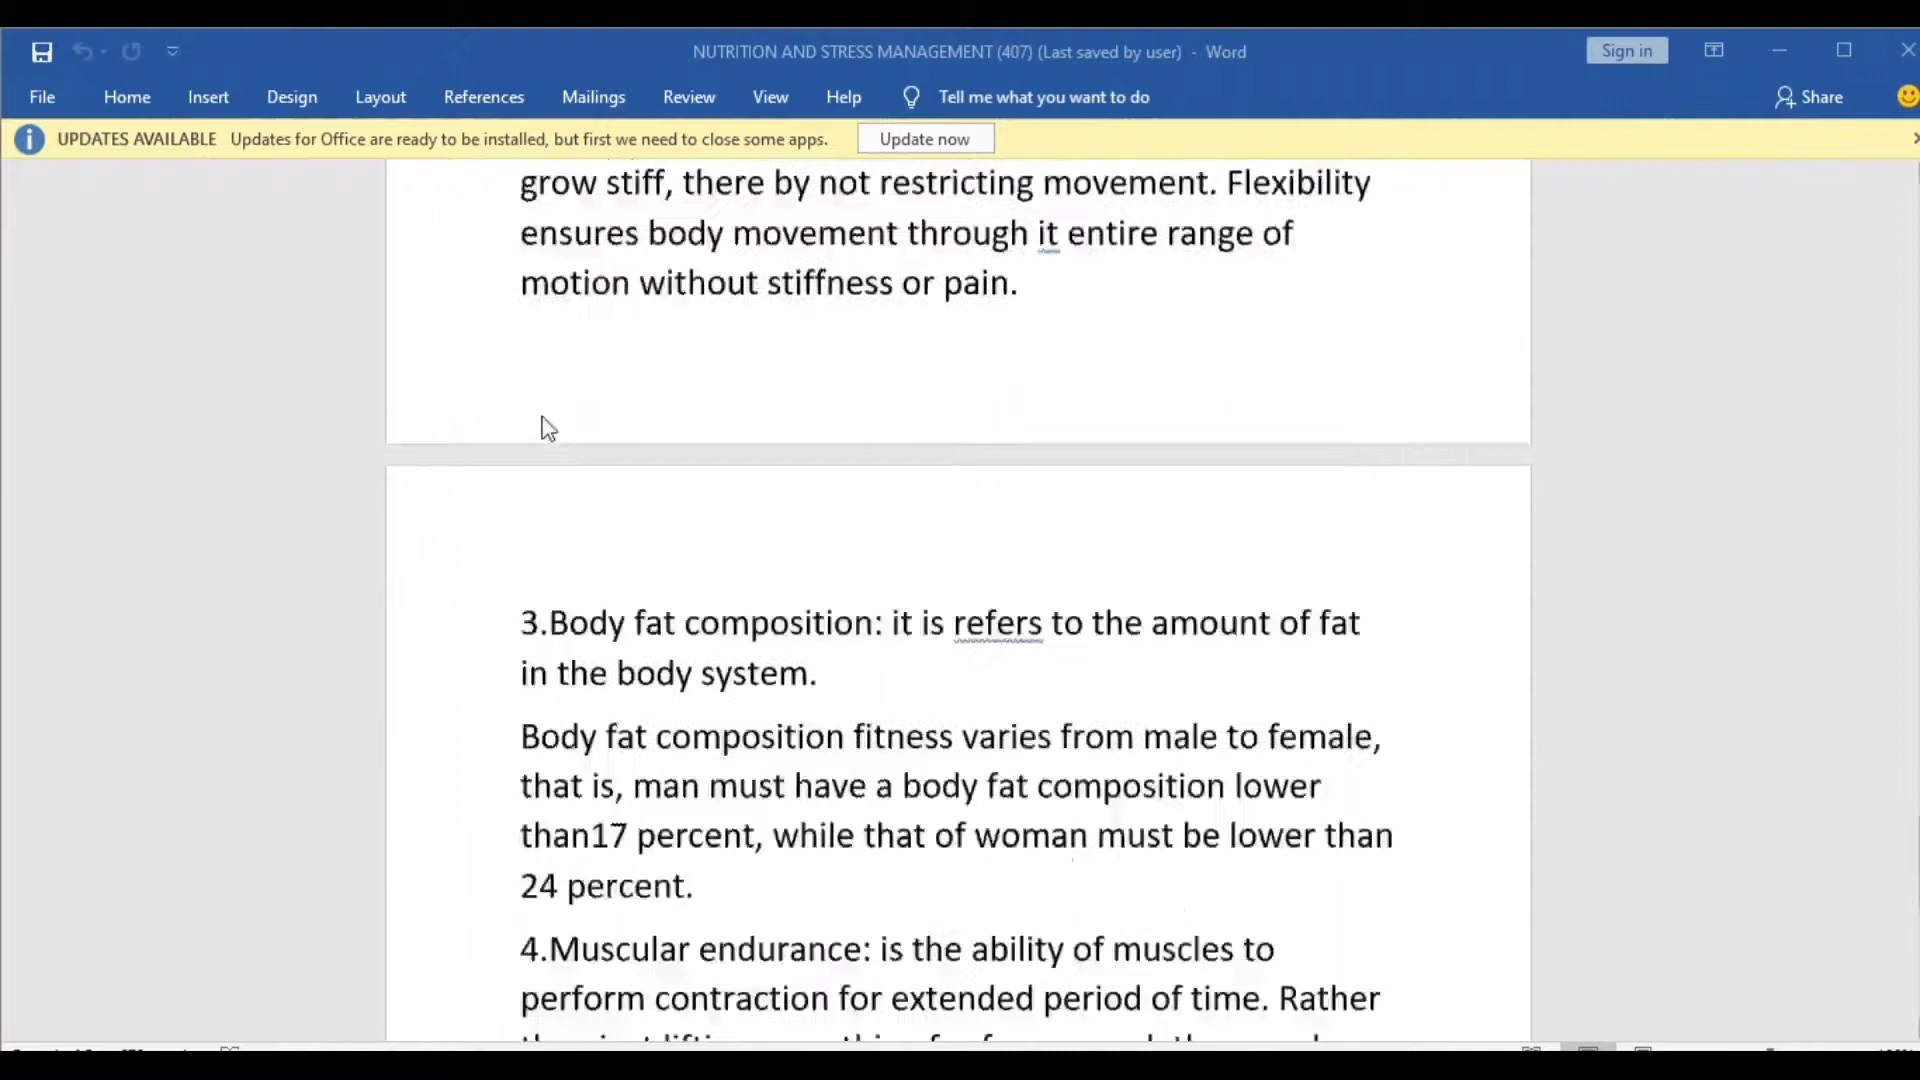 NUTRITION AND STRESS MANAGEMENT (407) (Last saved by user) - Word
Sign in
File Home Insert Design Layout References Mailings Review View Help Tell me what you want to do Share
UPDATES AVAILABLE Updates for Office are ready to be installed, but first we need to close some apps. Update now
grow stiff, there by not restricting movement. Flexibility
ensures body movement through it entire range of
motion without stiffness or pain.
3.Body fat composition: it is refers to the amount of fat
in the body system.
Body fat composition fitness varies from male to female,
that is, man must have a body fat composition lower
than17 percent, while that of woman must be lower than
24 percent.
4.Muscular endurance: is the ability of muscles to
perform contraction for extended period of time. Rather